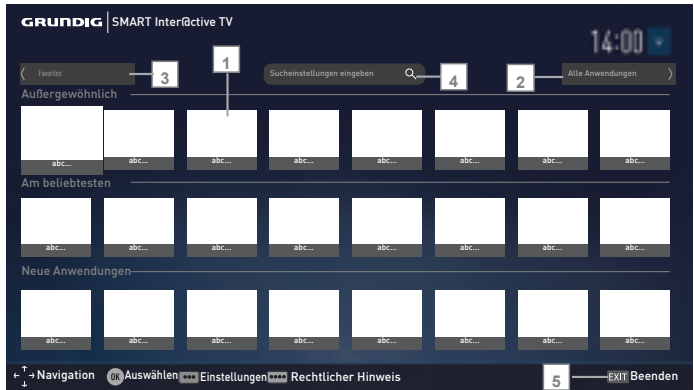 GRUNDIG SMART Inter@ctive TV
14:00
Favorites 3 1 Sucheinstellungen eingeben 4 2 Alle Anwendungen
Außergewöhnlich
abc... abc... abc... abc... abc... abc... abc... abc...
Am beliebtesten
abc... abc... abc... abc... abc... abc... abc... abc...
Neue Anwendungen
abc... abc... abc... abc... abc... abc... abc... abc...
Navigation OK Auswählen Einstellungen Rechtlicher Hinweis 5 EXIT Beenden